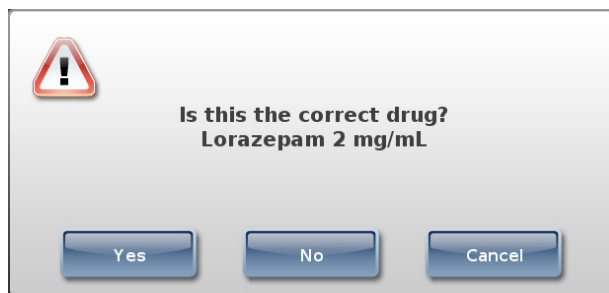 Is this the correct drug?
Lorazepam 2 mg/mL
Yes No Cancel